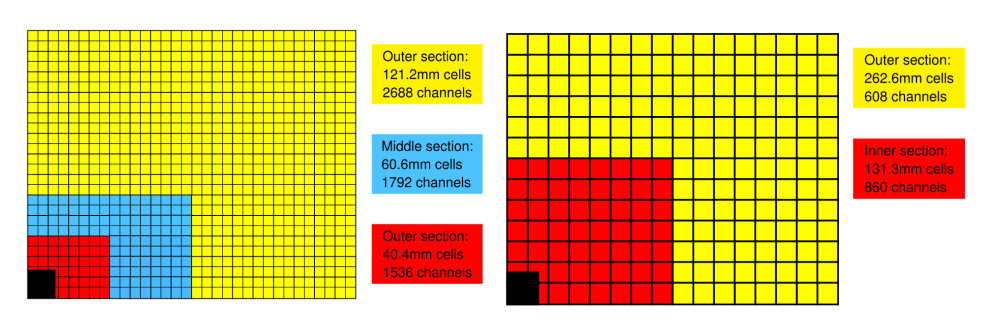 Outer section:
121.2mm cells
2688 channels
Middle section:
60.6mm cells
1792 channels
Outer section:
40.4mm cells
1536 channels
Outer section:
262.6mm cells
608 channels
Inner section:
131.3mm cells
860 channels